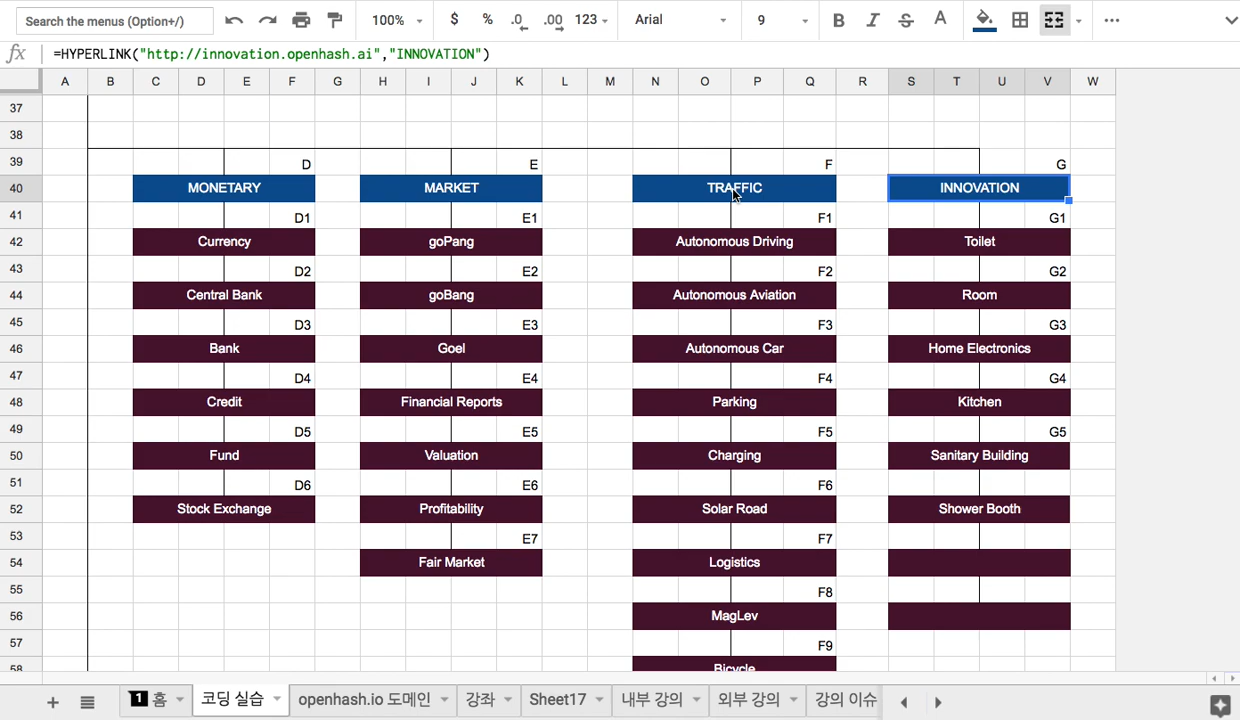 Search the menus (Option+/) 100% $ % .0 .00 123 Arial 9 B I S A
fx =HYPERLINK("http://innovation.openhash.ai","INNOVATION")
A B C D E F G H I J K L M N O P Q R S T U V W
37
38
39 D E F G
40 MONETARY MARKET TRAFFIC INNOVATION
41 D1 E1 F1 G1
42 Currency goPang Autonomous Driving Toilet
43 D2 E2 F2 G2
44 Central Bank goBang Autonomous Aviation Room
45 D3 E3 F3 G3
46 Bank Goel Autonomous Car Home Electronics
47 D4 E4 F4 G4
48 Credit Financial Reports Parking Kitchen
49 D5 E5 F5 G5
50 Fund Valuation Charging Sanitary Building
51 D6 E6 F6
52 Stock Exchange Profitability Solar Road Shower Booth
53 E7 F7
54 Fair Market Logistics
55 F8
56 MagLev
57 F9
58 Bicycle
1 홈 코딩 실습 openhash.io 도메인 강좌 Sheet17 내부 강의 외부 강의 강의 이슈